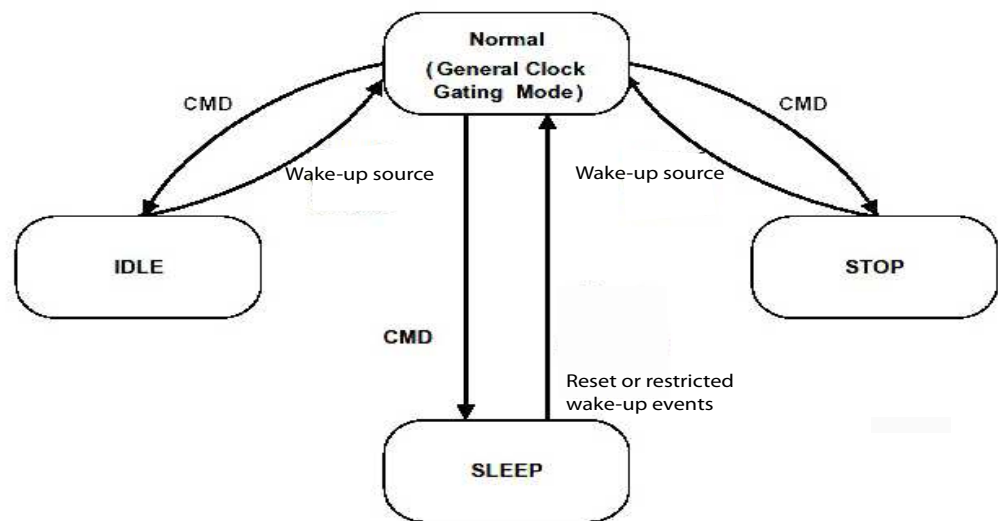 Normal
(General Clock
Gating Mode)
CMD
CMD
Wake-up source
Wake-up source
IDLE
STOP
CMD
Reset or restricted
wake-up events
SLEEP